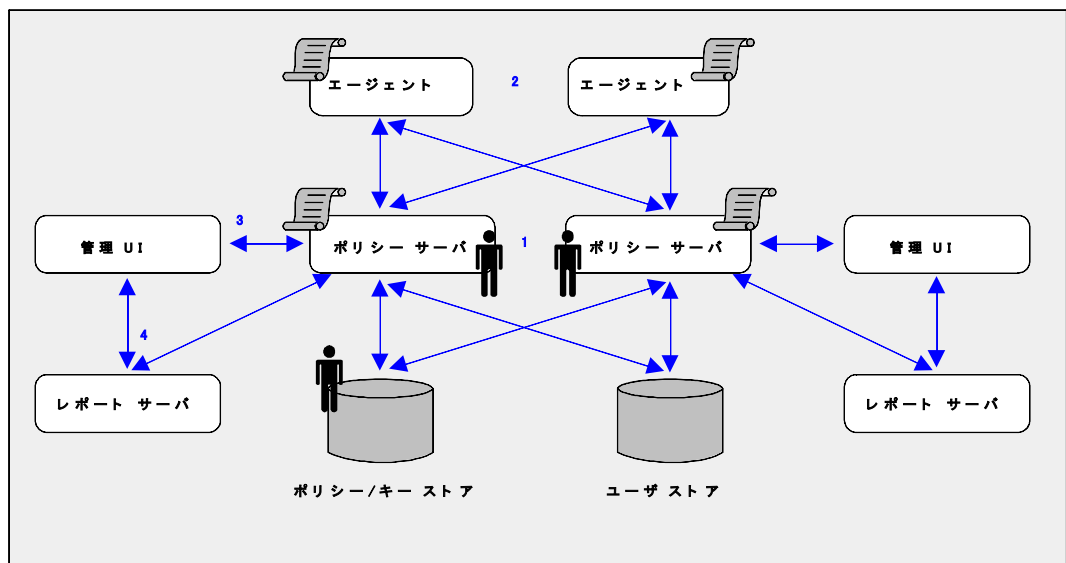 エージェント
2
エージェント
3
管理 UI
ポリシー サーバ
1
ポリシー サーバ
管理 UI
4
レポート サーバ
レポート サーバ
ポリシー/キー ストア
ユーザ ストア